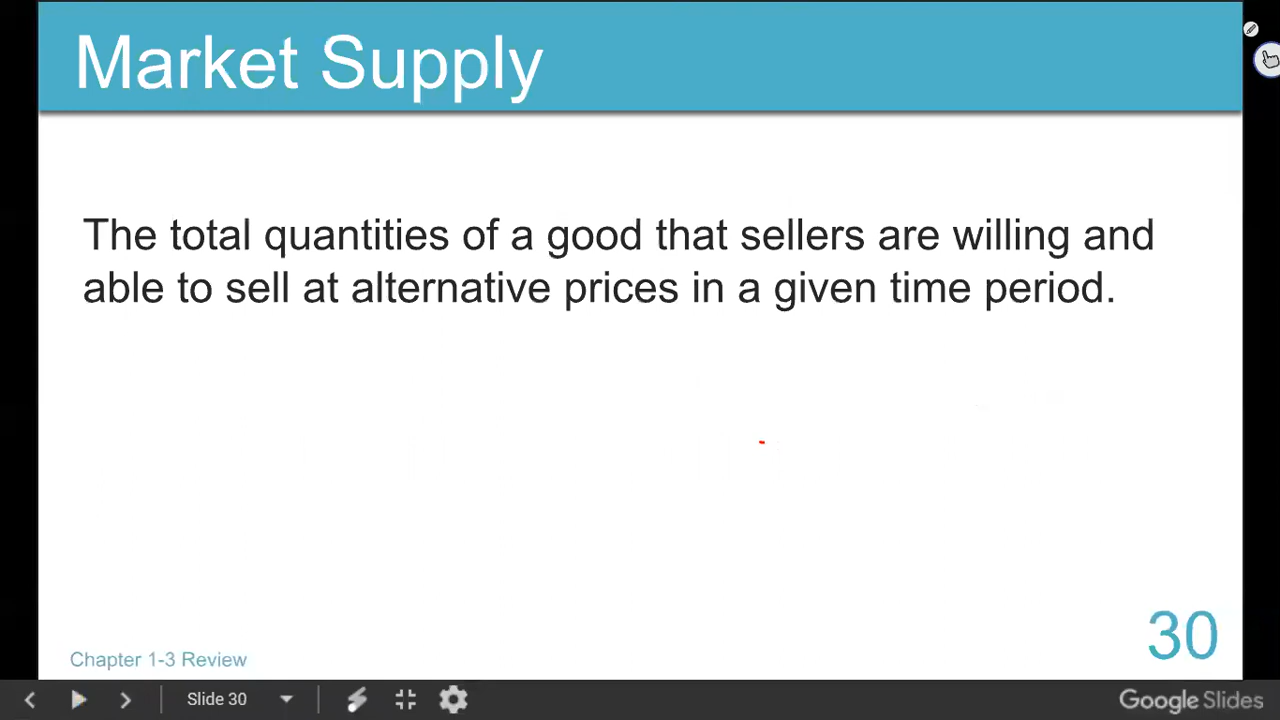 Market Supply
The total quantities of a good that sellers are willing and
able to sell at alternative prices in a given time period.
30
Chapter 1-3 Review
Slide 30
Google Slides